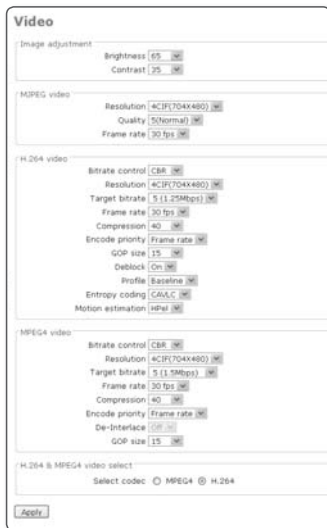 Video
Image adjustment
Brightness 65
Contrast 35
MJPEG video
Resolution 4CIF(704X480)
Quality 5(Normal)
Frame rate 30 fps
H.264 video
Bitrate control CBR
Resolution 4CIF(704X480)
Target bitrate 5 (1.25Mbps)
Frame rate 30 fps
Compression 40
Encode priority Frame rate
GOP size 15
Deblock On
Profile Baseline
Entropy coding CAVLC
Motion estimation HPel
MPEG4 video
Bitrate control CBR
Resolution 4CIF(704X480)
Target bitrate 5 (1.5Mbps)
Frame rate 30 fps
Compression 40
Encode priority Frame rate
De-Interlace Off
GOP size 15
H.264 & MPEG4 video select
Select codec MPEG4 H.264
Apply